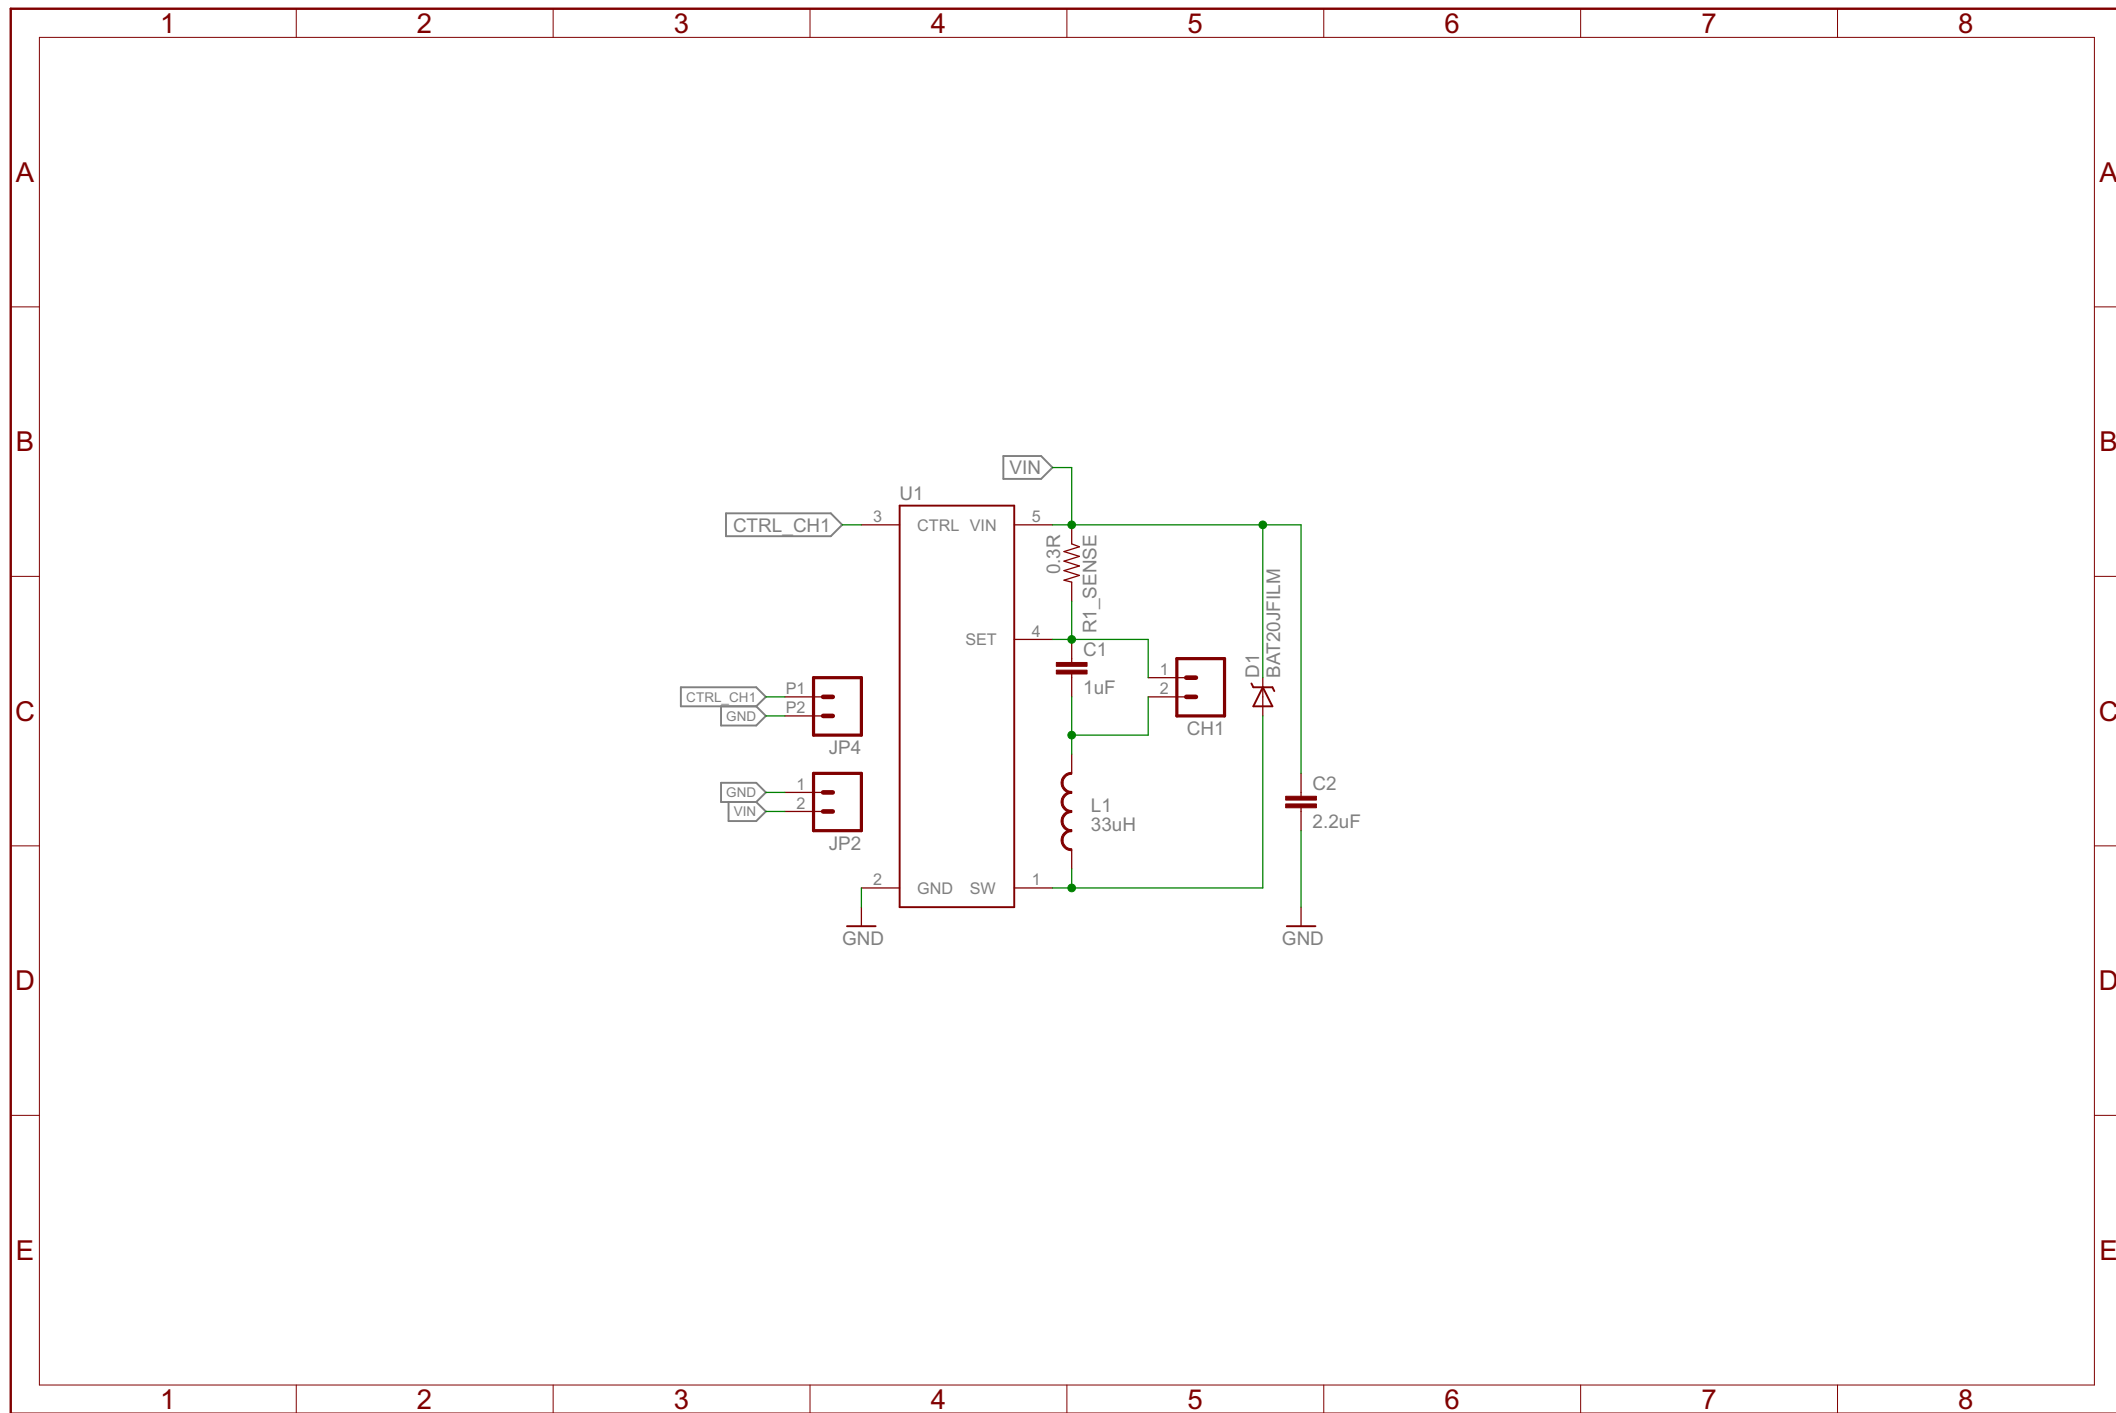 1 2 3 4 5 6 7 8
A A
B B
VIN
U1
CTRL_CH1 3 CTRL VIN 5
0.3R
R1_SENSE
BAT20JFILM
D1
SET 4
C1
1uF
1
2
CH1
C C
CTRL_CH1 P1
GND P2
JP4
GND 1
VIN 2
JP2
L1
33uH
C2
2.2uF
2 GND SW 1
GND GND
D D
E E
1 2 3 4 5 6 7 8